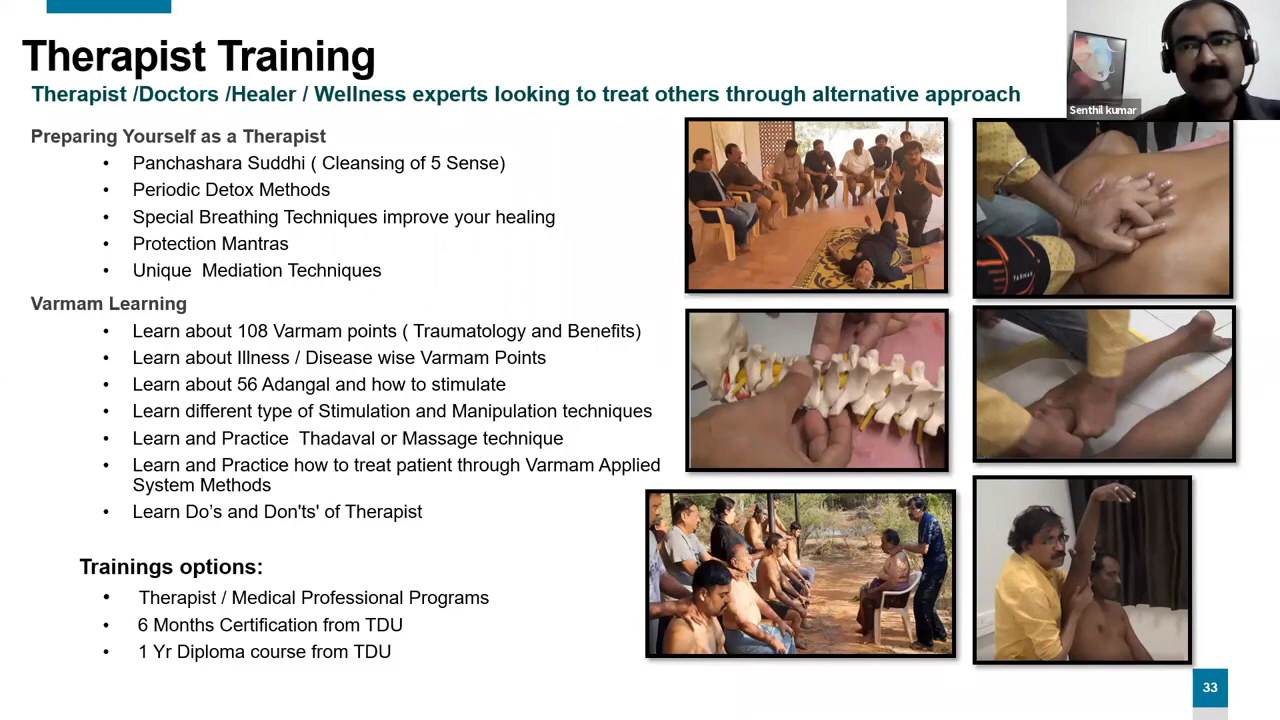 Therapist Training
Therapist /Doctors /Healer / Wellness experts looking to treat others through alternative approach
Senthil kumar
Preparing Yourself as a Therapist
• Panchashara Suddhi ( Cleansing of 5 Sense)
• Periodic Detox Methods
• Special Breathing Techniques improve your healing
• Protection Mantras
• Unique Mediation Techniques
Varmam Learning
• Learn about 108 Varmam points ( Traumatology and Benefits)
• Learn about Illness / Disease wise Varmam Points
• Learn about 56 Adangal and how to stimulate
• Learn different type of Stimulation and Manipulation techniques
• Learn and Practice Thadaval or Massage technique
• Learn and Practice how to treat patient through Varmam Applied
System Methods
• Learn Do’s and Don'ts' of Therapist
Trainings options:
• Therapist / Medical Professional Programs
• 6 Months Certification from TDU
• 1 Yr Diploma course from TDU
33